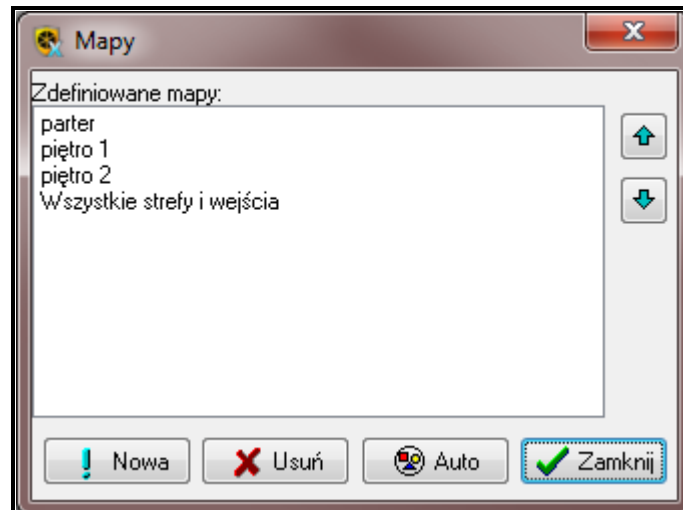 Mapy
Zdefiniowane mapy:
parter
piętro 1
piętro 2
Wszystkie strefy i wejścia
Nowa Usuń Auto Zamknij